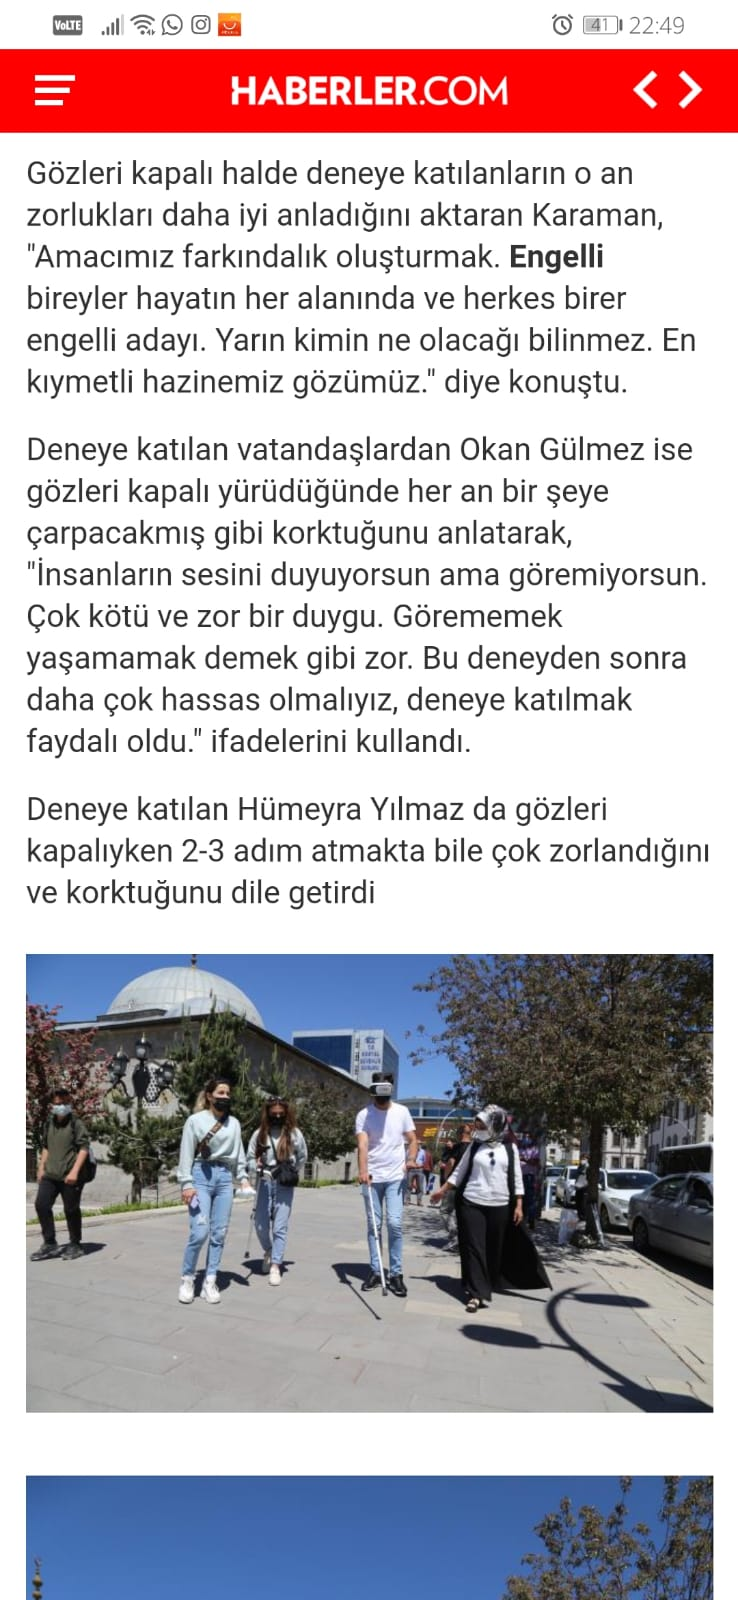 VoLTE
41
22:49
HABERLER.COM
Gözleri kapalı halde deneye katılanların o an
zorlukları daha iyi anladığını aktaran Karaman,
"Amacımız farkındalık oluşturmak. Engelli
bireyler hayatın her alanında ve herkes birer
engelli adayı. Yarın kimin ne olacağı bilinmez. En
kıymetli hazinemiz gözümüz." diye konuştu.
Deneye katılan vatandaşlardan Okan Gülmez ise
gözleri kapalı yürüdüğünde her an bir şeye
çarpacakmış gibi korktuğunu anlatarak,
"İnsanların sesini duyuyorsun ama göremiyorsun.
Çok kötü ve zor bir duygu. Görememek
yaşamamak demek gibi zor. Bu deneyden sonra
daha çok hassas olmalıyız, deneye katılmak
faydalı oldu." ifadelerini kullandı.
Deneye katılan Hümeyra Yılmaz da gözleri
kapalıyken 2-3 adım atmakta bile çok zorlandığını
ve korktuğunu dile getirdi